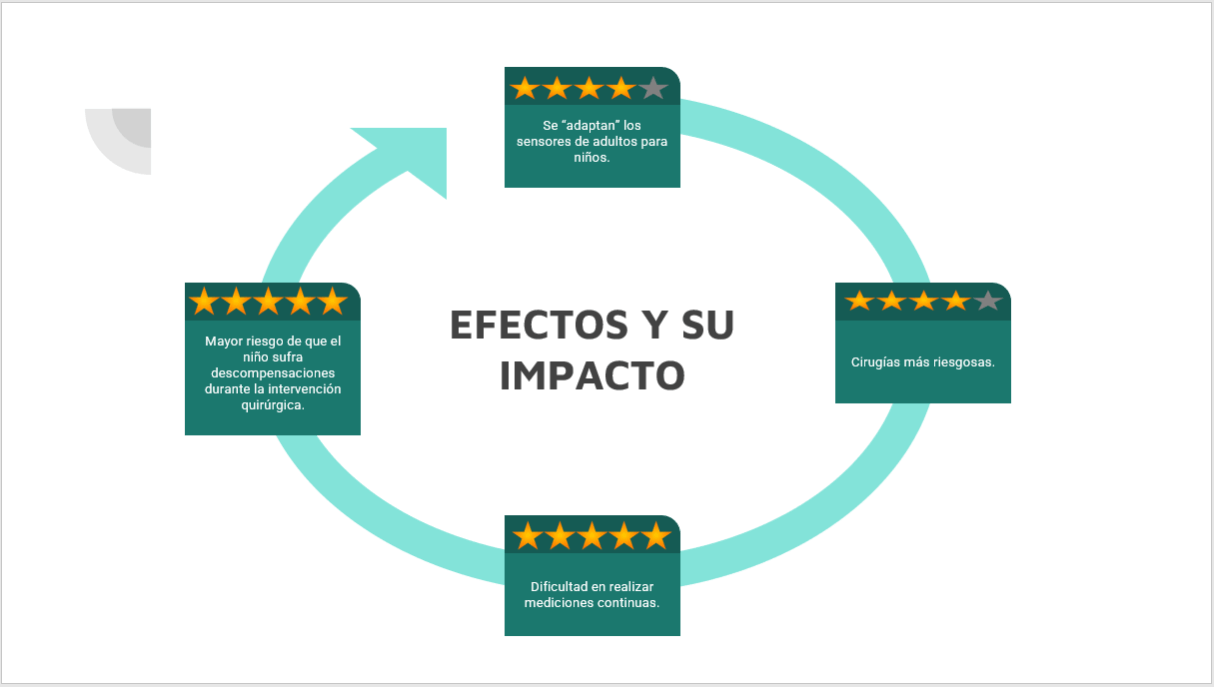 Se “adaptan” los
sensores de adultos para
niños.
EFECTOS Y SU
IMPACTO
Mayor riesgo de que el
niño sufra
descompensaciones
durante la intervención
quirúrgica.
Cirugías más riesgosas.
Dificultad en realizar
mediciones continuas.